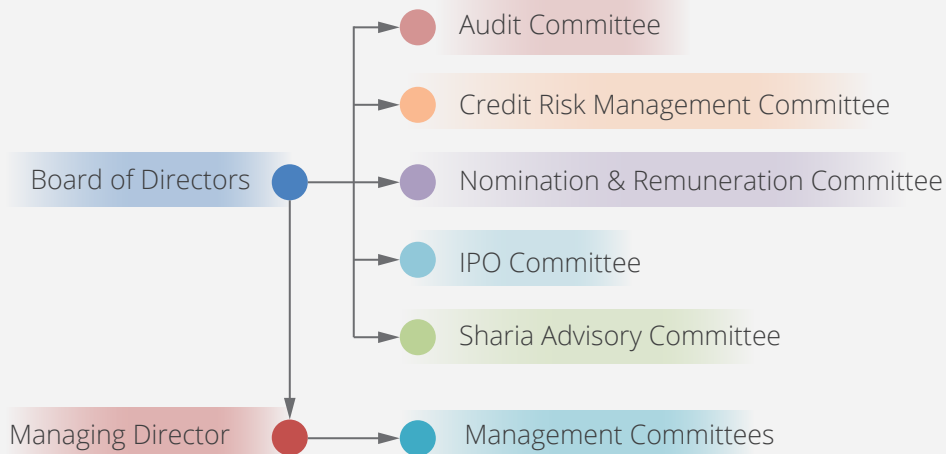 Audit Committee
Credit Risk Management Committee
Board of Directors
Nomination & Remuneration Committee
IPO Committee
Sharia Advisory Committee
Managing Director
Management Committees